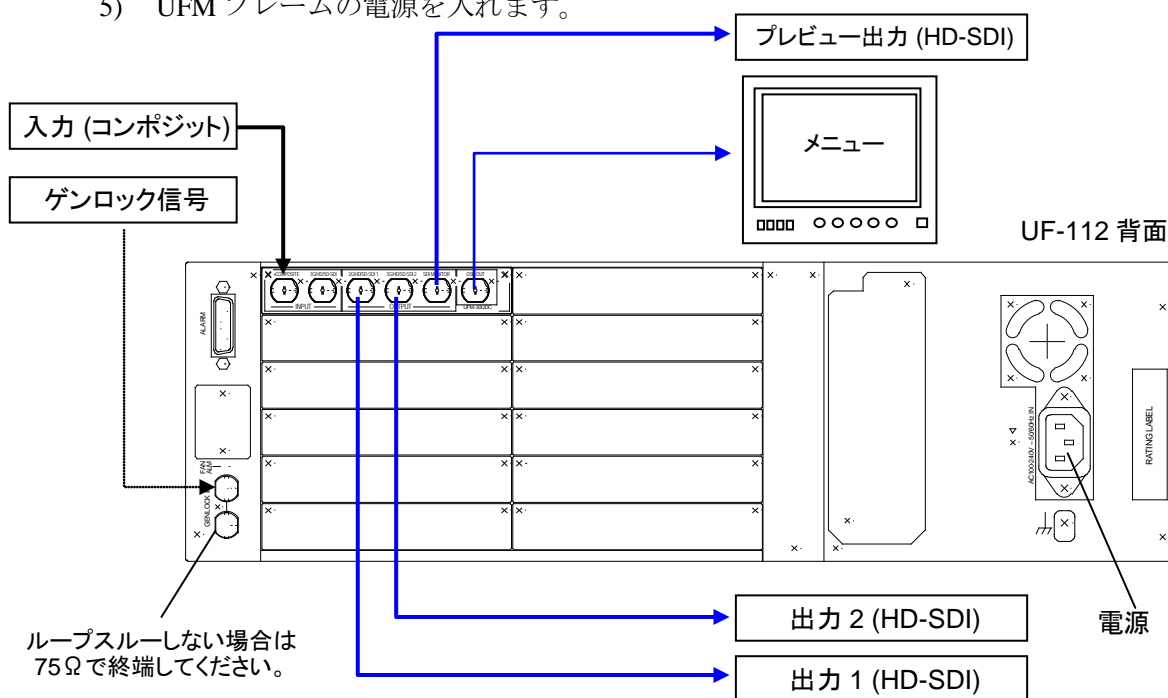 5) UFM フレームの電源を入れます。
プレビュー出力 (HD-SDI)
入力 (コンポジット)
メニュー
ゲンロック信号
UF-112 背面
COMPOSITE 3G/HD/SD-SDI 3G/HD/SD-SDI 1 3G/HD/SD-SDI 2 SDI MONITOR OSD OUT
INPUT OUTPUT
ALARM
FAN
ALM
GENLOCK
AC100-240V ~ 50/60Hz IN
RATING LABEL
ループスルーしない場合は
75Ωで終端してください。
出力 2 (HD-SDI)
電源
出力 1 (HD-SDI)